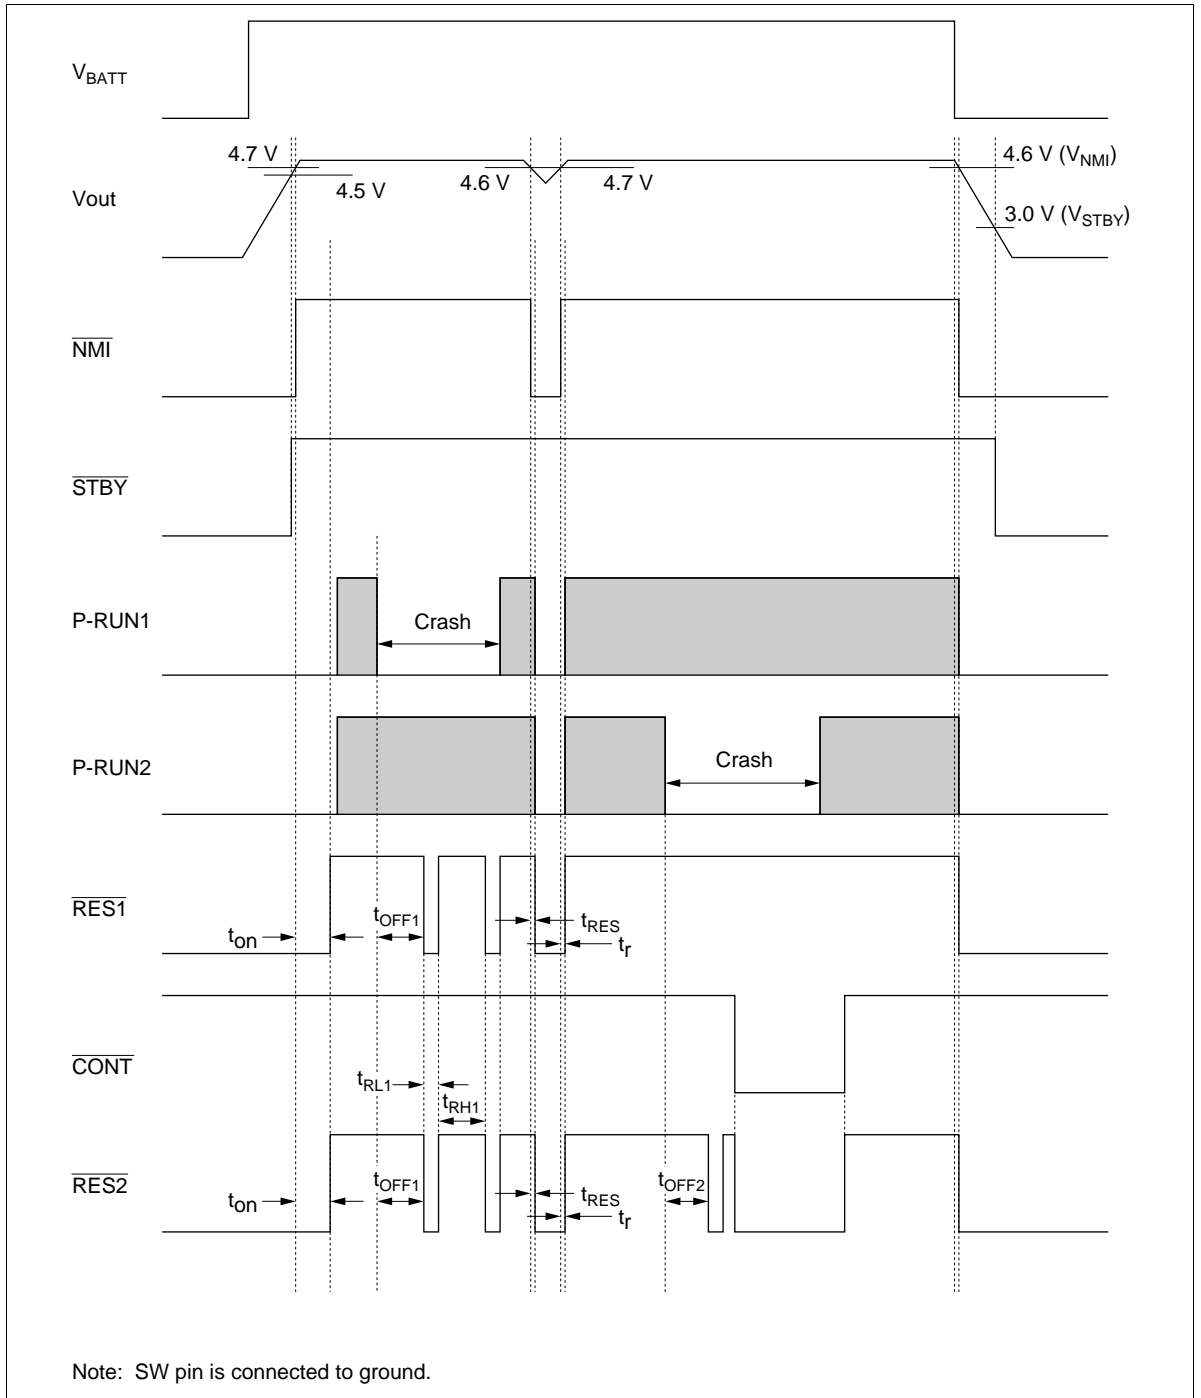 VBATT
4.7 V
4.5 V
4.6 V
4.7 V
4.6 V (VNMI)
Vout
3.0 V (VSTBY)
NMI
STBY
P-RUN1
Crash
P-RUN2
Crash
RES1
ton
tOFF1
tRES
tr
CONT
tRL1
tRH1
RES2
ton
tOFF1
tRES
tr
tOFF2
Note: SW pin is connected to ground.